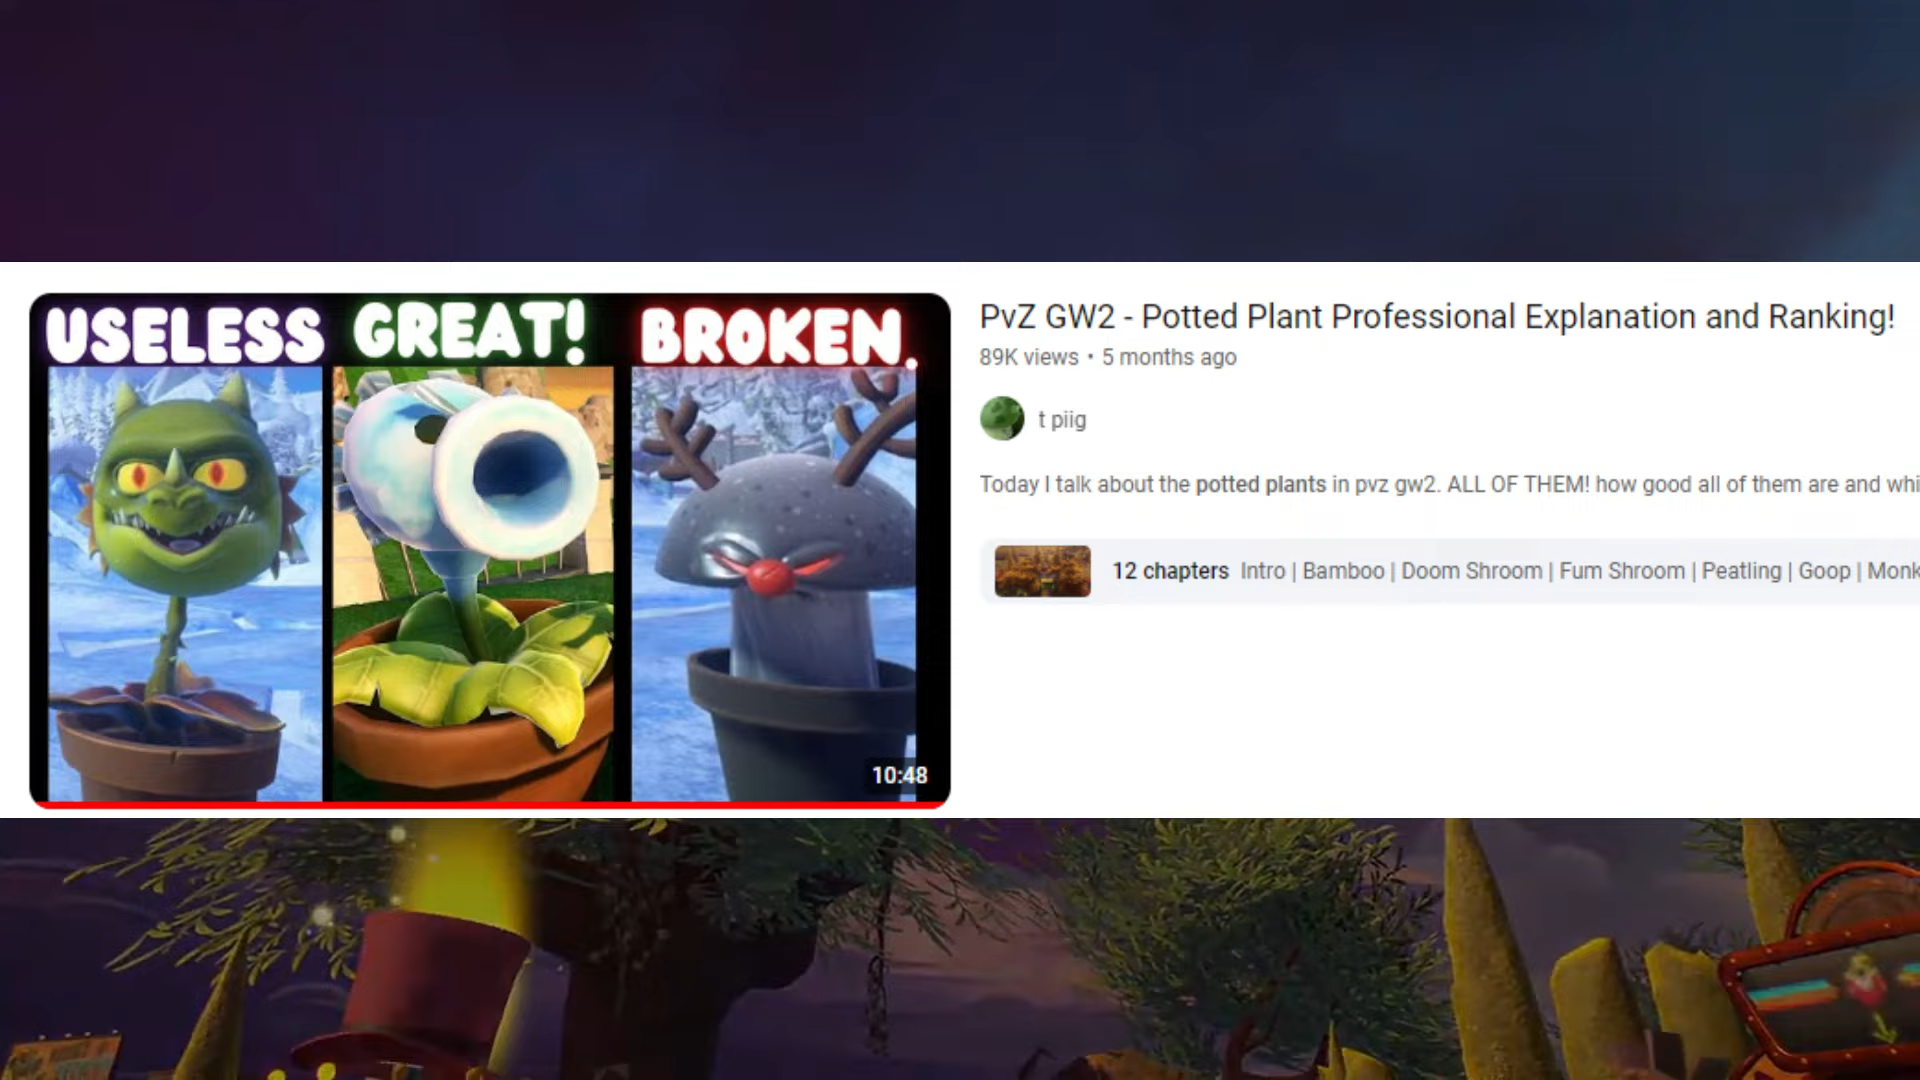 USELESS GREAT! BROKEN.
10:48
PvZ GW2 - Potted Plant Professional Explanation and Ranking!
89K views • 5 months ago
t piig
Today I talk about the potted plants in pvz gw2. ALL OF THEM! how good all of them are and whi
12 chapters Intro | Bamboo | Doom Shroom | Fum Shroom | Peatling | Goop | Monk